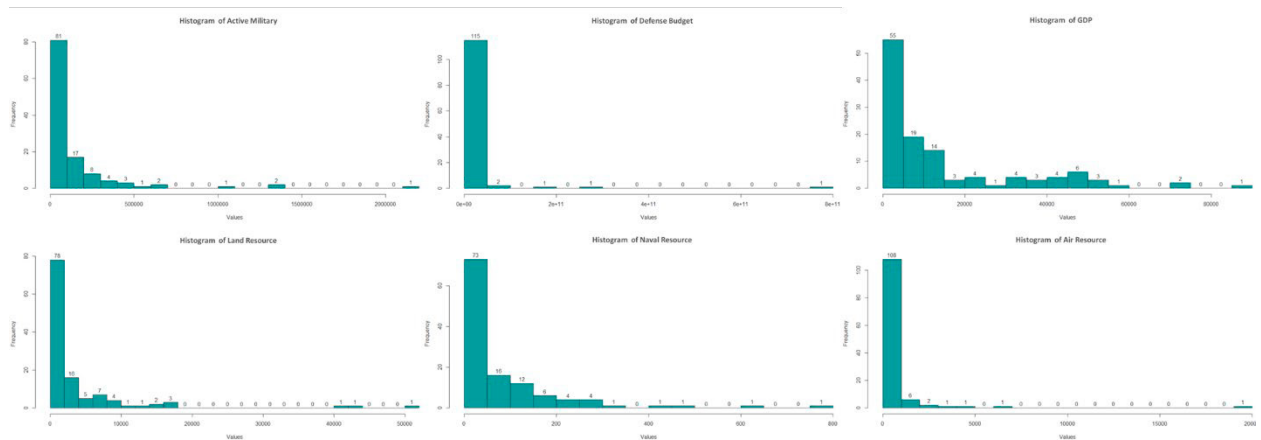 Histogram of Active Military
Frequency
80
60
40
20
0
81 17 8 4 3 1 2 0 0 0 1 0 0 2 0 0 0 0 0 0 0 1
0 500000 1000000 1500000 2000000
Values
Histogram of Defense Budget
Frequency
100
80
60
40
20
0
115 2 0 1 0 1 0 0 0 0 0 0 0 0 0 1
0e+00 2e+11 4e+11 6e+11 8e+11
Values
Histogram of GDP
Frequency
50
40
30
20
10
0
55 19 14 3 4 1 4 3 4 6 3 1 0 0 2 0 0 1
0 20000 40000 60000 80000
Values
Histogram of Land Resource
Frequency
80
60
40
20
0
78 16 5 7 4 1 1 2 3 0 0 0 0 0 0 0 0 0 0 0 1 1 0 0 0 1
0 10000 20000 30000 40000 50000
Values
Histogram of Naval Resource
Frequency
60
40
20
0
73 16 12 6 4 4 1 0 1 1 0 0 1 0 0 1
0 200 400 600 800
Values
Histogram of Air Resource
Frequency
100
80
60
40
20
0
108 6 2 1 1 0 1 0 0 0 0 0 0 0 0 0 0 0 0 1
0 5000 10000 15000 2000
Values